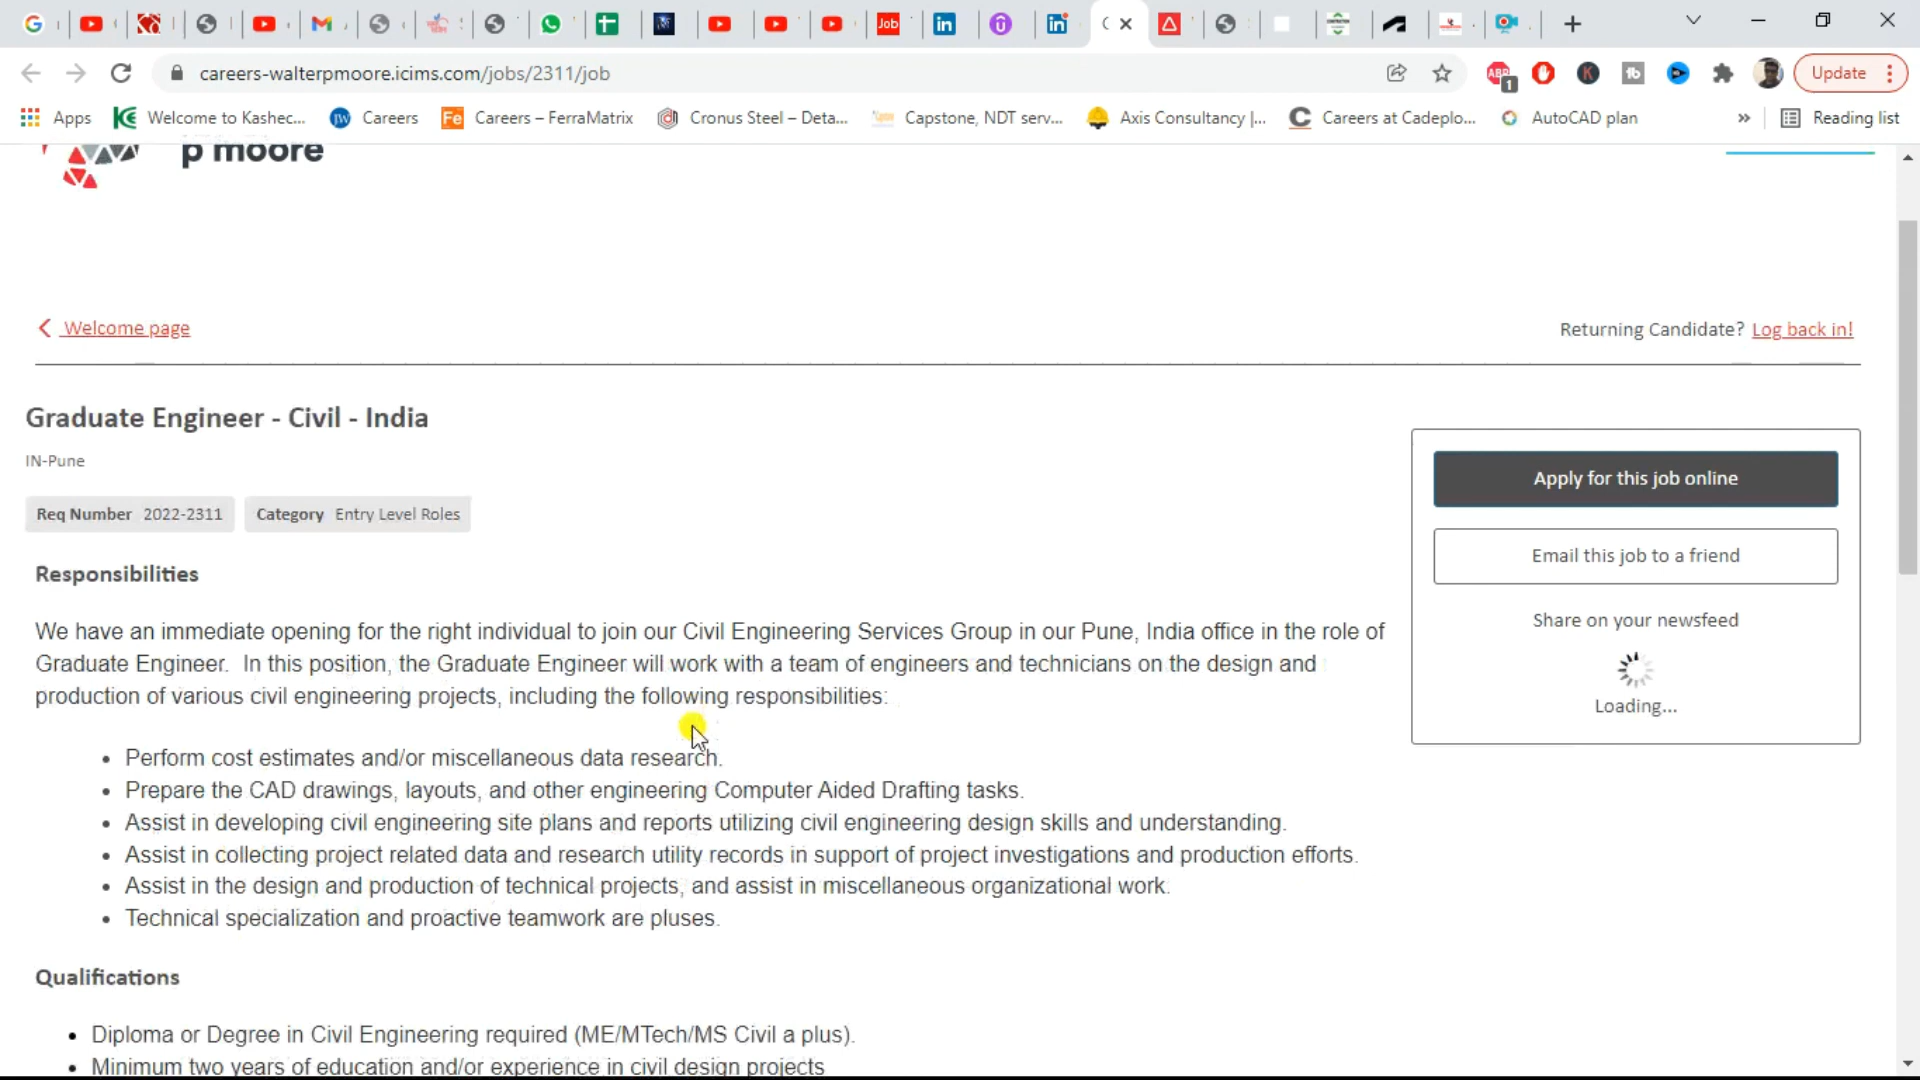 careers-walterpmoore.icims.com/jobs/2311/job
Update
Apps
Welcome to Kashec...
Careers
Careers – FerraMatrix
Cronus Steel – Deta...
Capstone, NDT serv...
Axis Consultancy |...
Careers at Cadeplo...
AutoCAD plan
»
Reading list
p moore
Welcome page
Returning Candidate? Log back in!
Graduate Engineer - Civil - India
IN-Pune
Req Number 2022-2311 Category Entry Level Roles
Apply for this job online
Email this job to a friend
Share on your newsfeed
Loading...
Responsibilities
We have an immediate opening for the right individual to join our Civil Engineering Services Group in our Pune, India office in the role of
Graduate Engineer. In this position, the Graduate Engineer will work with a team of engineers and technicians on the design and
production of various civil engineering projects, including the following responsibilities:
• Perform cost estimates and/or miscellaneous data research.
• Prepare the CAD drawings, layouts, and other engineering Computer Aided Drafting tasks.
• Assist in developing civil engineering site plans and reports utilizing civil engineering design skills and understanding.
• Assist in collecting project related data and research utility records in support of project investigations and production efforts.
• Assist in the design and production of technical projects, and assist in miscellaneous organizational work.
• Technical specialization and proactive teamwork are pluses.
Qualifications
• Diploma or Degree in Civil Engineering required (ME/MTech/MS Civil a plus).
• Minimum two years of education and/or experience in civil design projects